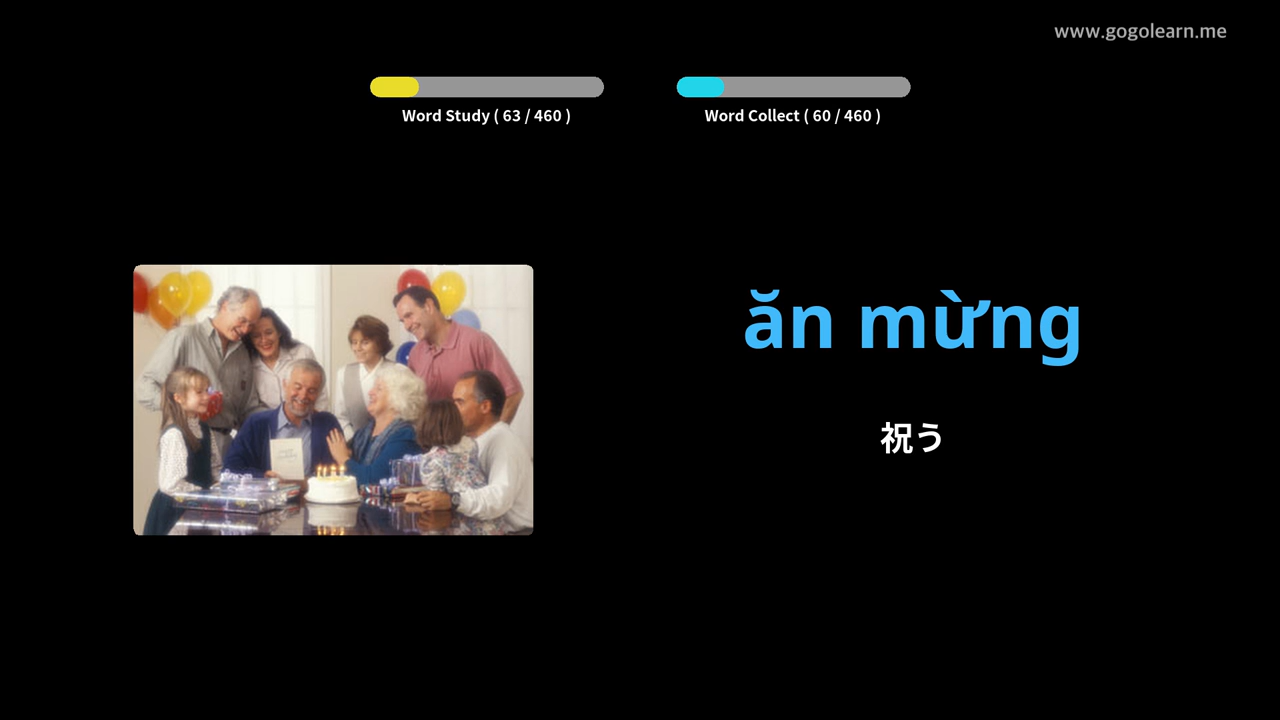 www.gogolearn.me
Word Study ( 63 / 460 )
Word Collect ( 60 / 460 )
ăn mừng
祝う